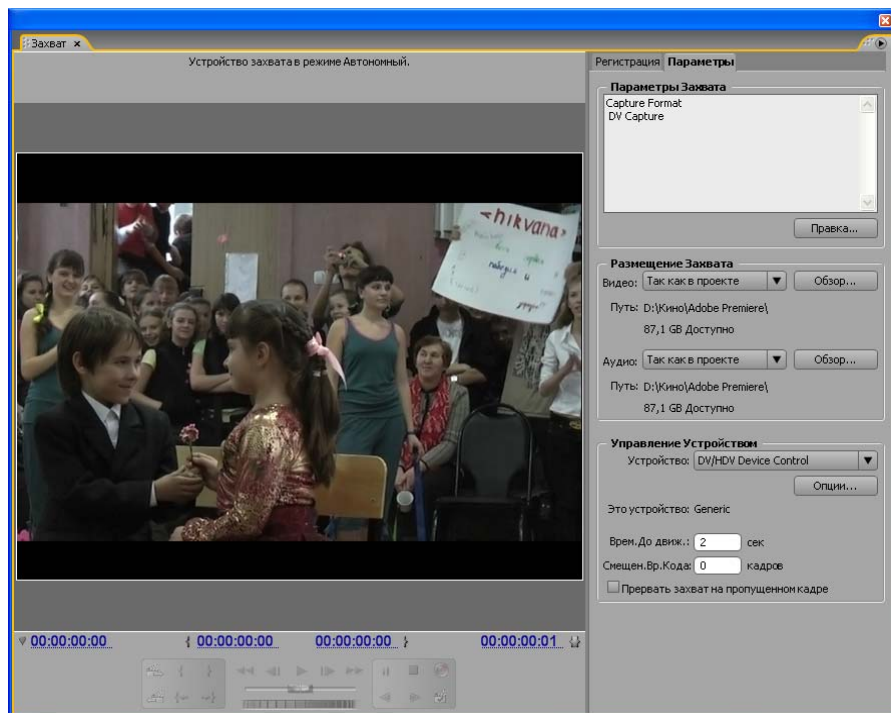 Захват
Устройство захвата в режиме Автономный.
<nikvana>
победил и
00:00:00:00
00:00:00:00
00:00:00:00
00:00:00:01
Регистрация Параметры
Параметры Захвата
Capture Format
DV Capture
Правка...
Размещение Захвата
Видео: Так как в проекте Обзор...
Путь: D:\Кино\Adobe Premiere\
87,1 GB Доступно
Аудио: Так как в проекте Обзор...
Путь: D:\Кино\Adobe Premiere\
87,1 GB Доступно
Управление Устройством
Устройство: DV/HDV Device Control
Опции...
Это устройство: Generic
Врем.До движ.: 2 сек
Смещен.Вр.Кода: 0 кадров
Прервать захват на пропущенном кадре